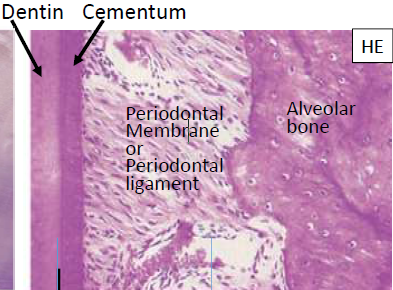 Dentin Cementum
HE
Periodontal
Membrane
or
Periodontal
ligament
Alveolar
bone